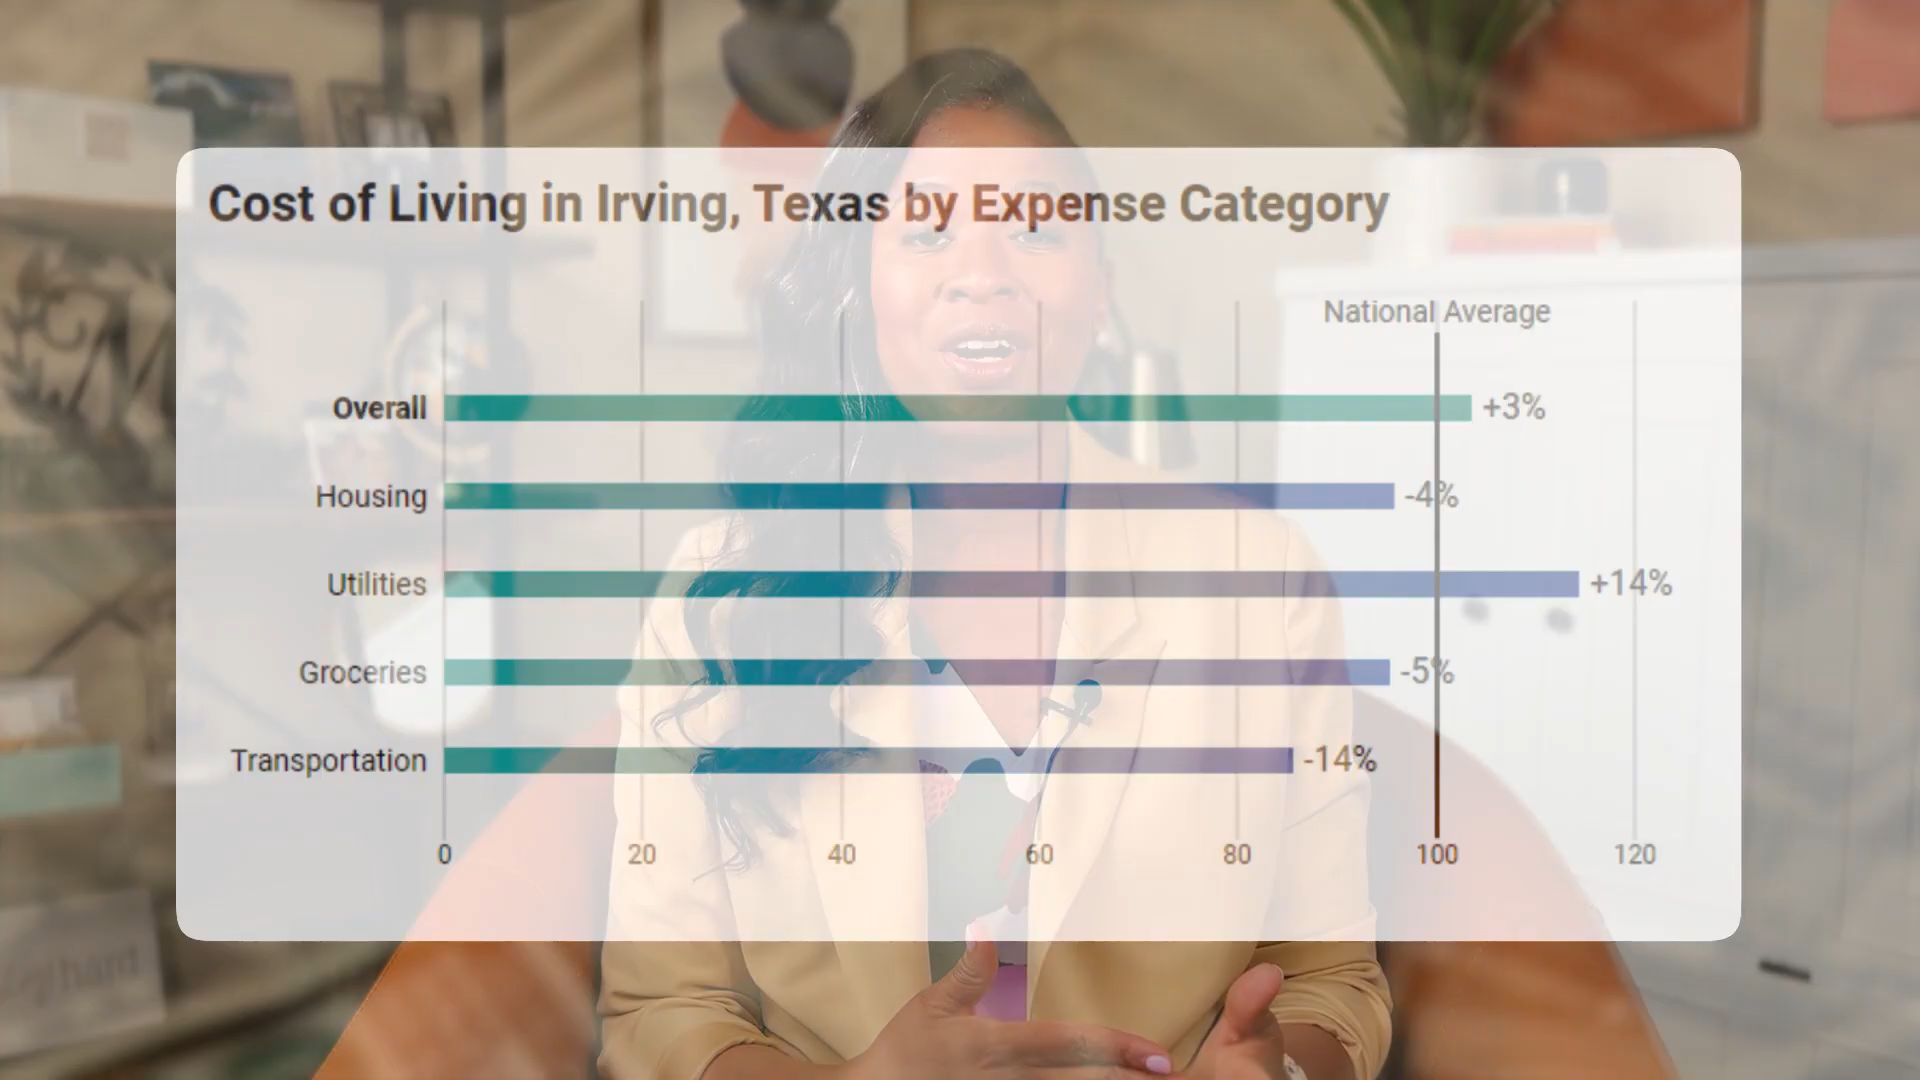 Cost of Living in Irving, Texas by Expense Category
National Average
Overall +3%
Housing -4%
Utilities +14%
Groceries -5%
Transportation -14%
0 20 40 60 80 100 120